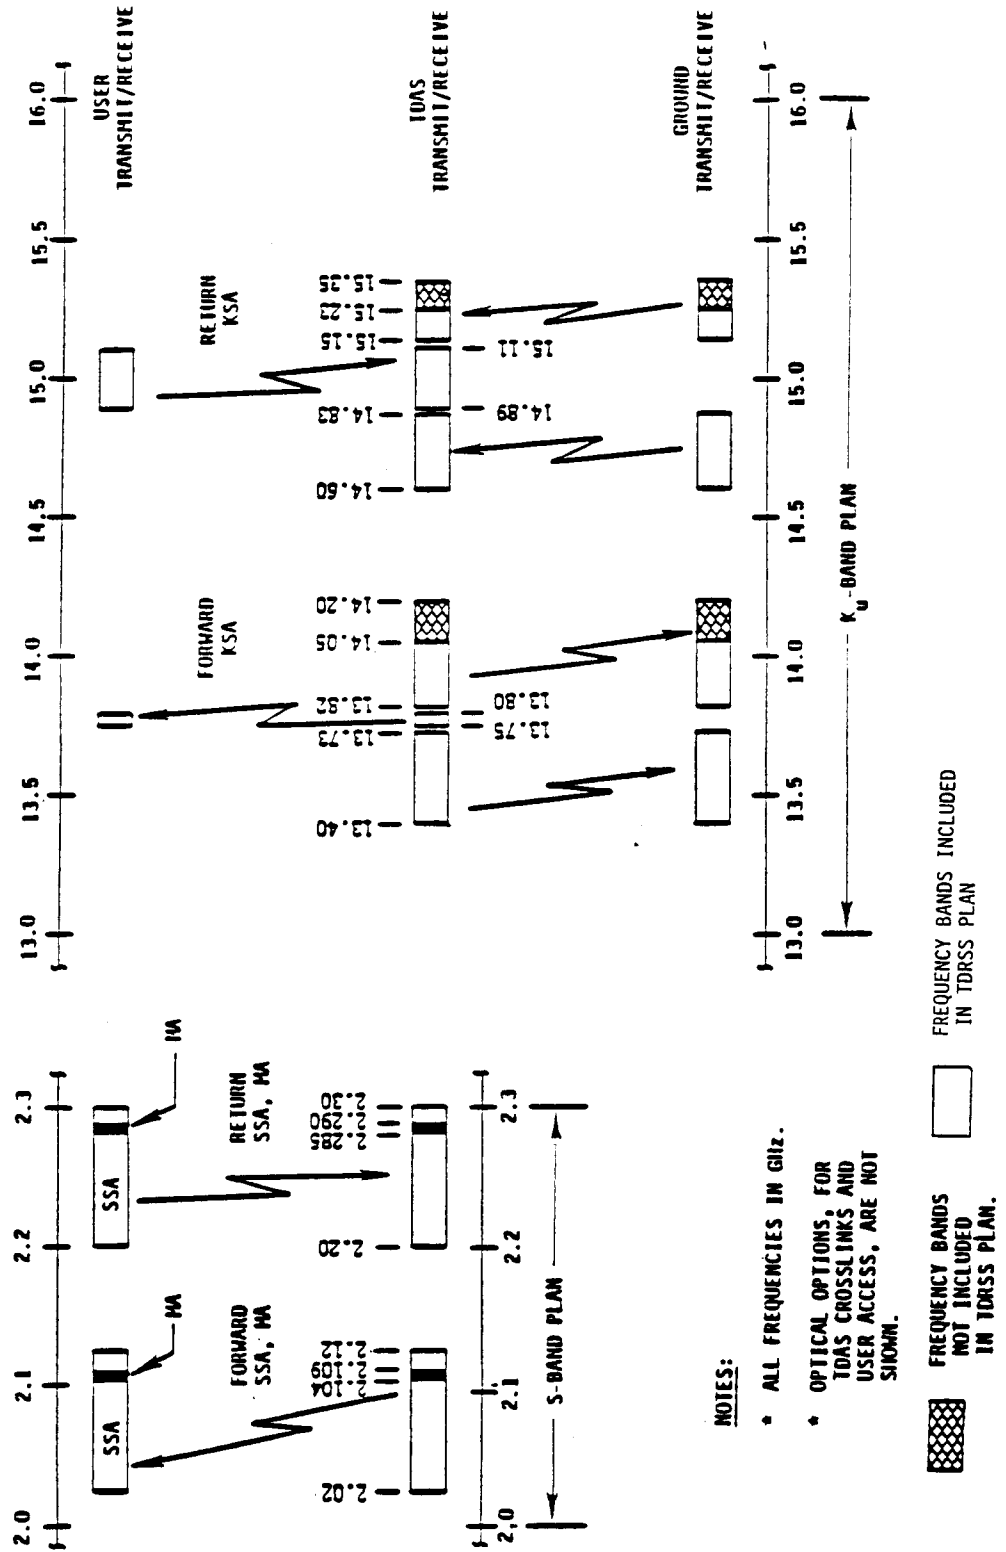 2.0
2.1
2.2
2.3
13.0
13.5
14.0
14.5
15.0
15.5
16.0
USER
TRANSMIT/RECEIVE
SSA
MA
SSA
MA
FORWARD
SSA, MA
RETURN
SSA, MA
FORWARD
KSA
RETURN
KSA
2.02
2.104
2.109
2.12
2.20
2.285
2.290
2.30
13.40
13.73
13.82
14.05
14.20
14.60
14.83
15.15
15.23
15.35
TDAS
TRANSMIT/RECEIVE
13.75
13.80
14.89
15.11
2.0
2.1
2.2
2.3
S-BAND PLAN
GROUND
TRANSMIT/RECEIVE
13.0
13.5
14.0
14.5
15.0
15.5
16.0
Ku-BAND PLAN
NOTES:
* ALL FREQUENCIES IN GHz.
* OPTICAL OPTIONS, FOR
TDAS CROSSLINKS AND
USER ACCESS, ARE NOT
SHOWN.
FREQUENCY BANDS
NOT INCLUDED
IN TDRSS PLAN.
FREQUENCY BANDS INCLUDED
IN TDRSS PLAN